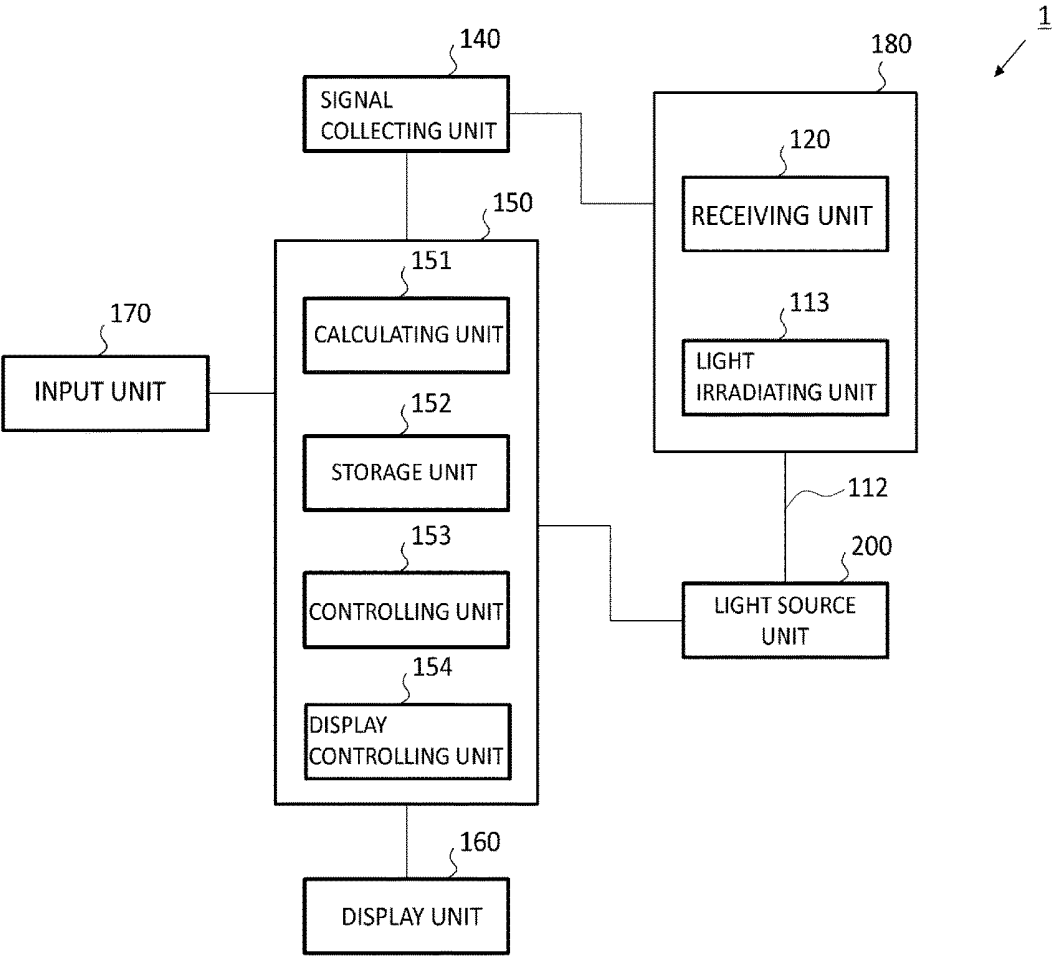 1
140
SIGNAL
COLLECTING UNIT
180
120
RECEIVING UNIT
150
151
CALCULATING UNIT
170
INPUT UNIT
113
LIGHT
IRRADIATING UNIT
152
STORAGE UNIT
112
153
CONTROLLING UNIT
200
LIGHT SOURCE
UNIT
154
DISPLAY
CONTROLLING UNIT
160
DISPLAY UNIT